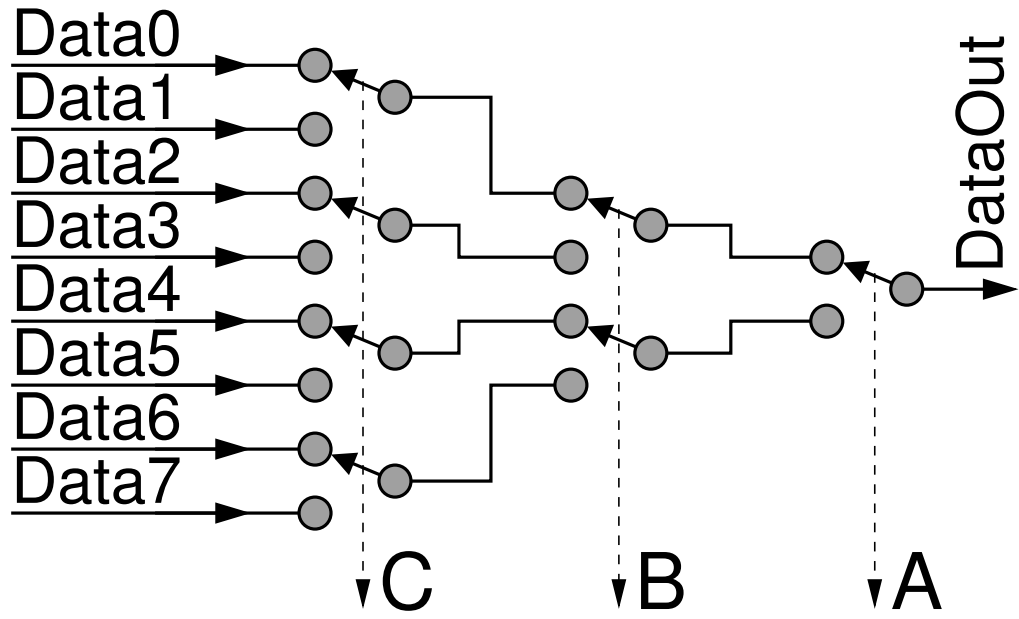 Data0
Data1
Data2
Data3
Data4
Data5
Data6
Data7
DataOut
C
B
A